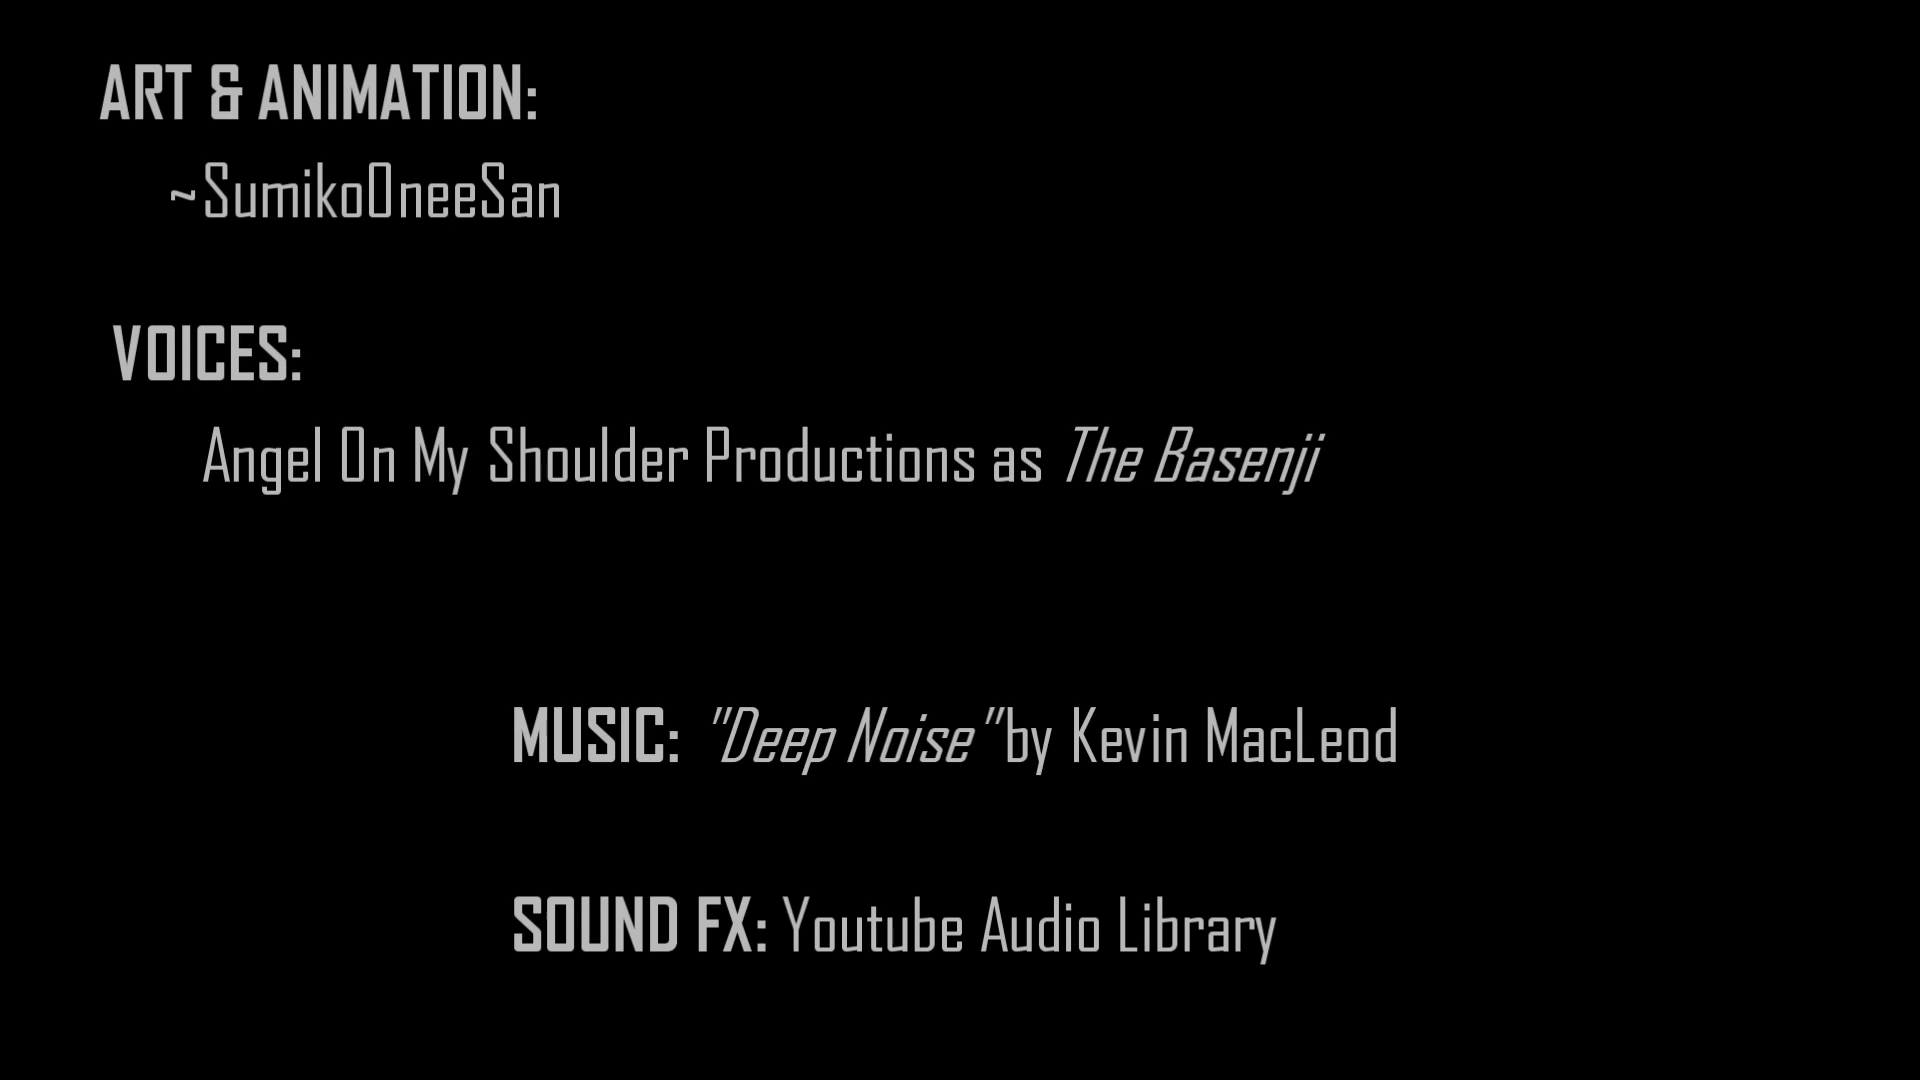 ART & ANIMATION:
~SumikoOneeSan
VOICES:
Angel On My Shoulder Productions as The Basenji
MUSIC: "Deep Noise" by Kevin MacLeod
SOUND FX: Youtube Audio Library